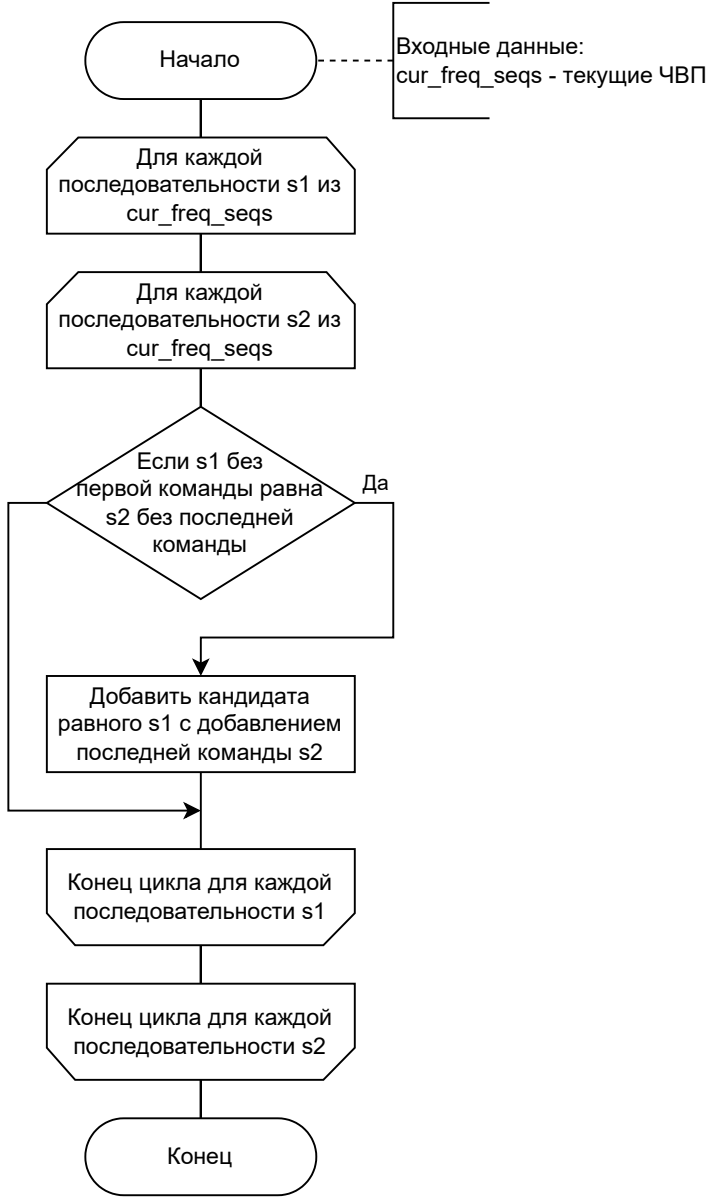 Начало
Входные данные:
cur_freq_seqs - текущие ЧВП
Для каждой
последовательности s1 из
cur_freq_seqs
Для каждой
последовательности s2 из
cur_freq_seqs
Если s1 без
первой команды равна
s2 без последней
команды
Да
Добавить кандидата
равного s1 с добавлением
последней команды s2
Конец цикла для каждой
последовательности s1
Конец цикла для каждой
последовательности s2
Конец